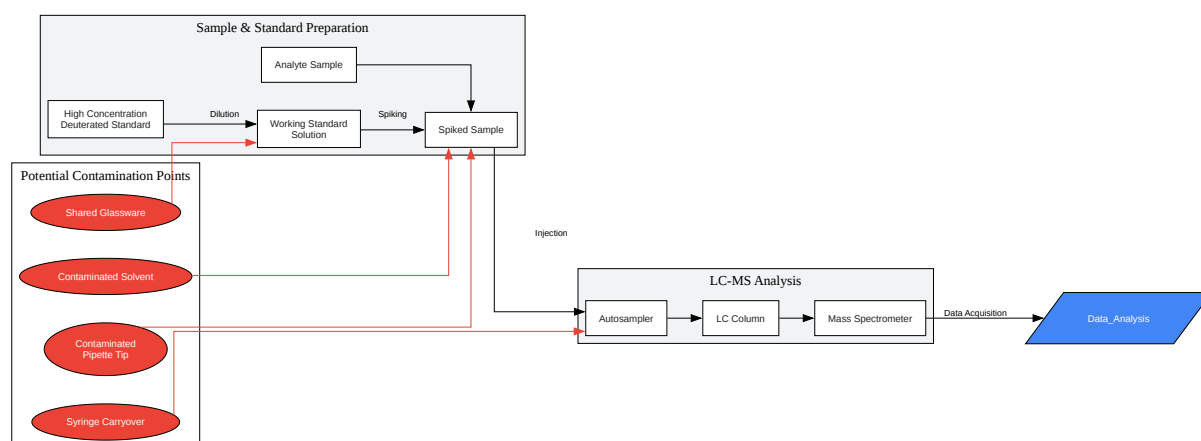 Sample & Standard Preparation
Analyte Sample
High Concentration
Deuterated Standard
Dilution
Working Standard
Solution
Spiking
Spiked Sample
Potential Contamination Points
Shared Glassware
Contaminated Solvent
Contaminated
Pipette Tip
Syringe Carryover
Injection
LC-MS Analysis
Autosampler
LC Column
Mass Spectrometer
Data Acquisition
Data_Analysis